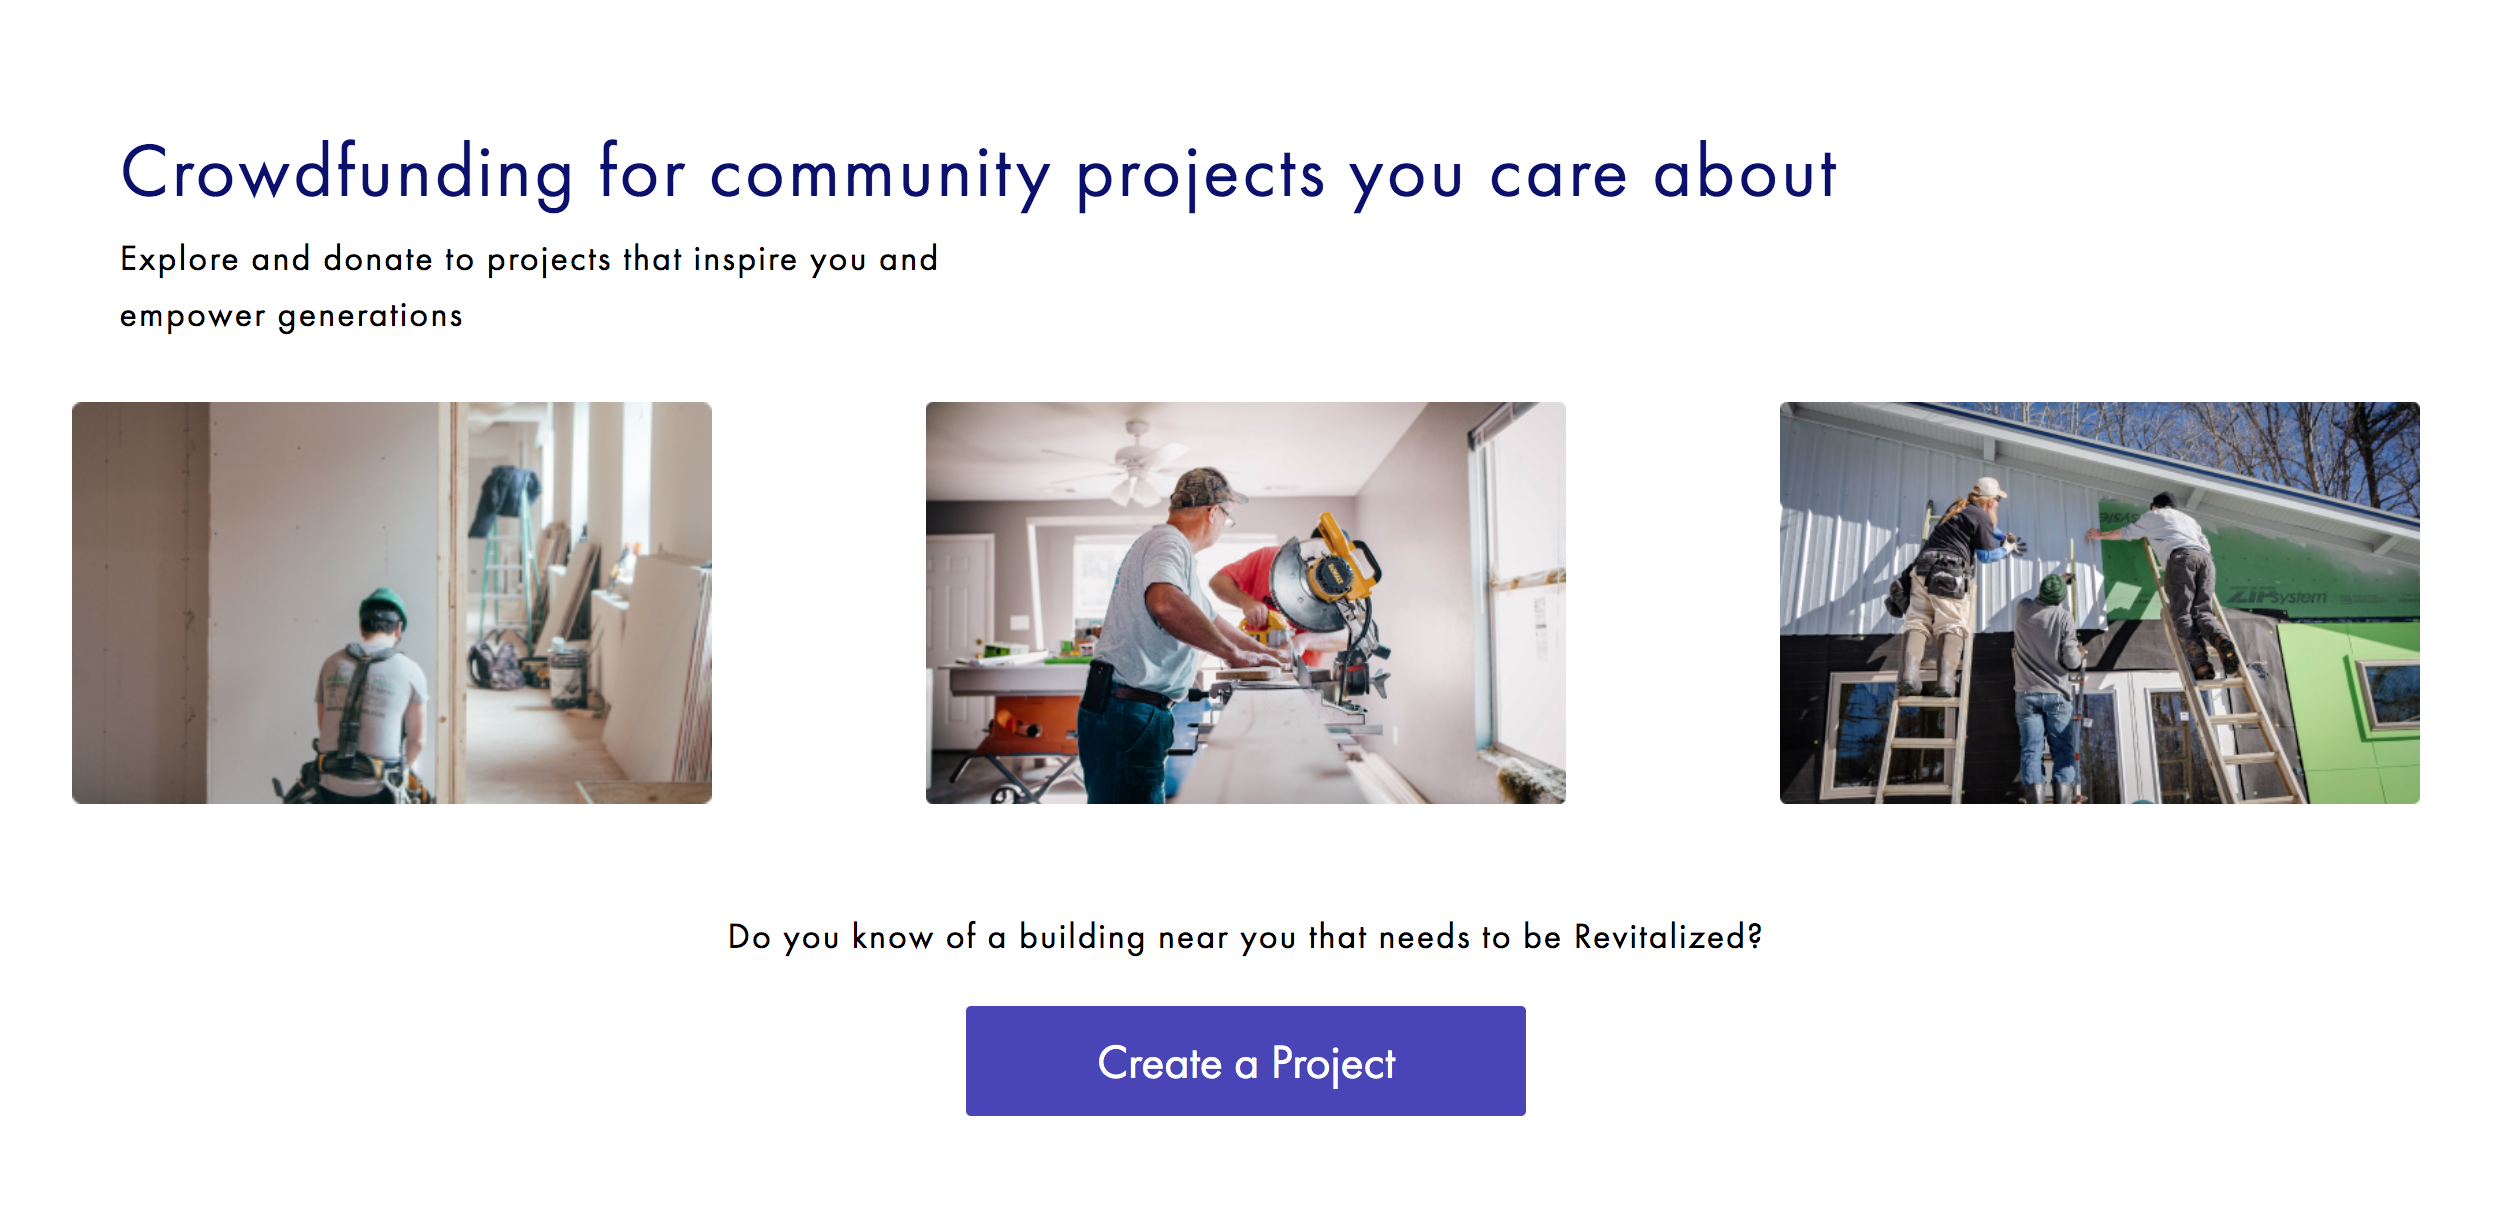 Crowdfunding for community projects you care about
Explore and donate to projects that inspire you and
empower generations
ZIPsystem
Do you know of a building near you that needs to be Revitalized?
Create a Project